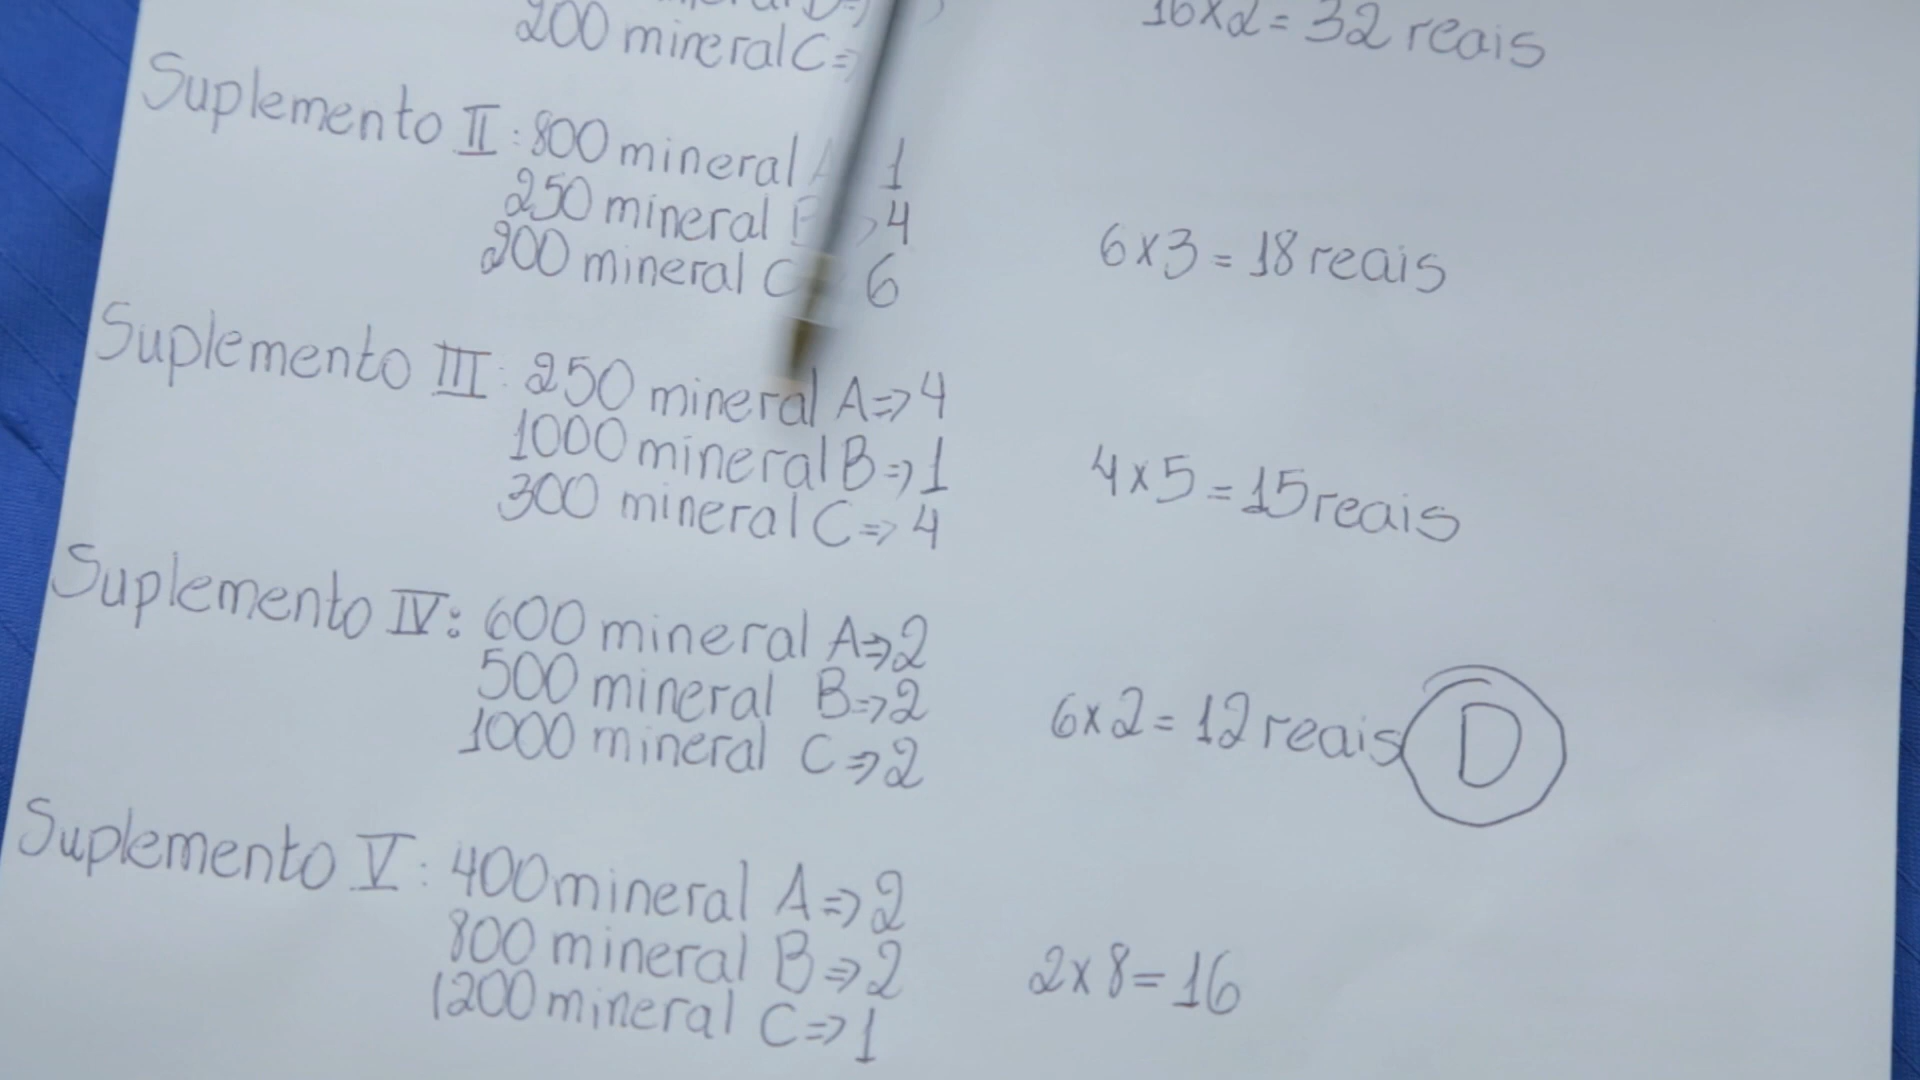 200 mineral C=>
16x2 = 32 reais
Suplemento II : 800 mineral A 1
250 mineral B >4
200 mineral C 6
6x3 = 18 reais
Suplemento III : 250 mineral A=>4
1000 mineral B=>1
300 mineral C=>4
4x5 = 15 reais
Suplemento IV: 600 mineral A=>2
500 mineral B=>2
1000 mineral C=>2
6x2 = 12 reais D
Suplemento V : 400 mineral A=>2
800 mineral B=>2
1200 mineral C=>1
2x8 = 16